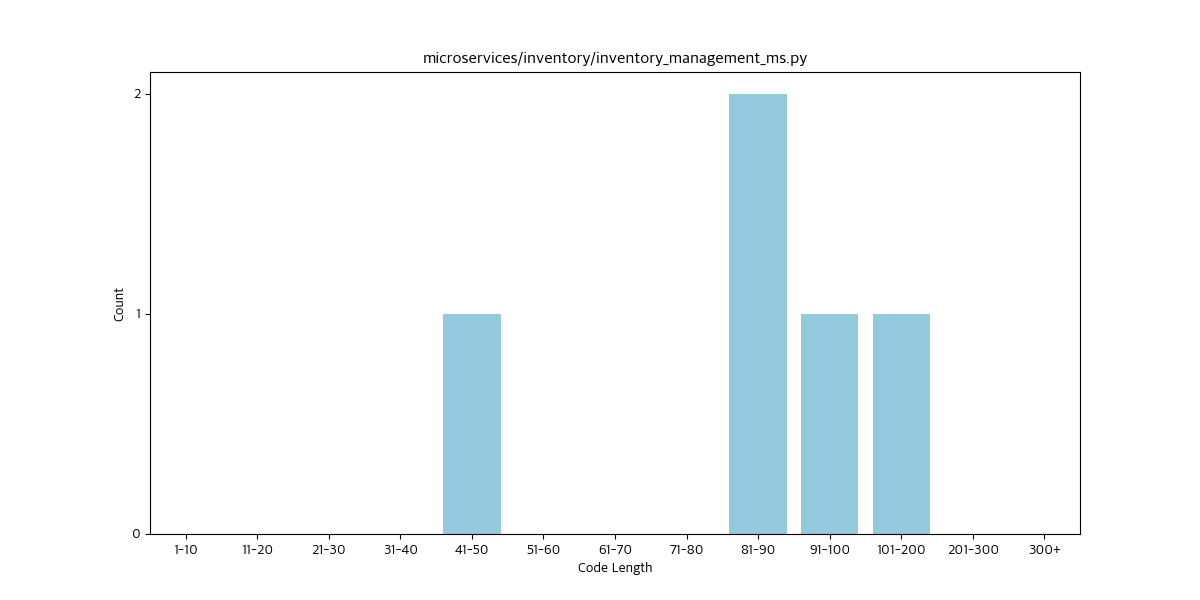 microservices/inventory/inventory_management_ms.py
2
1
0
Count
1-10 11-20 21-30 31-40 41-50 51-60 61-70 71-80 81-90 91-100 101-200 201-300 300+
Code Length